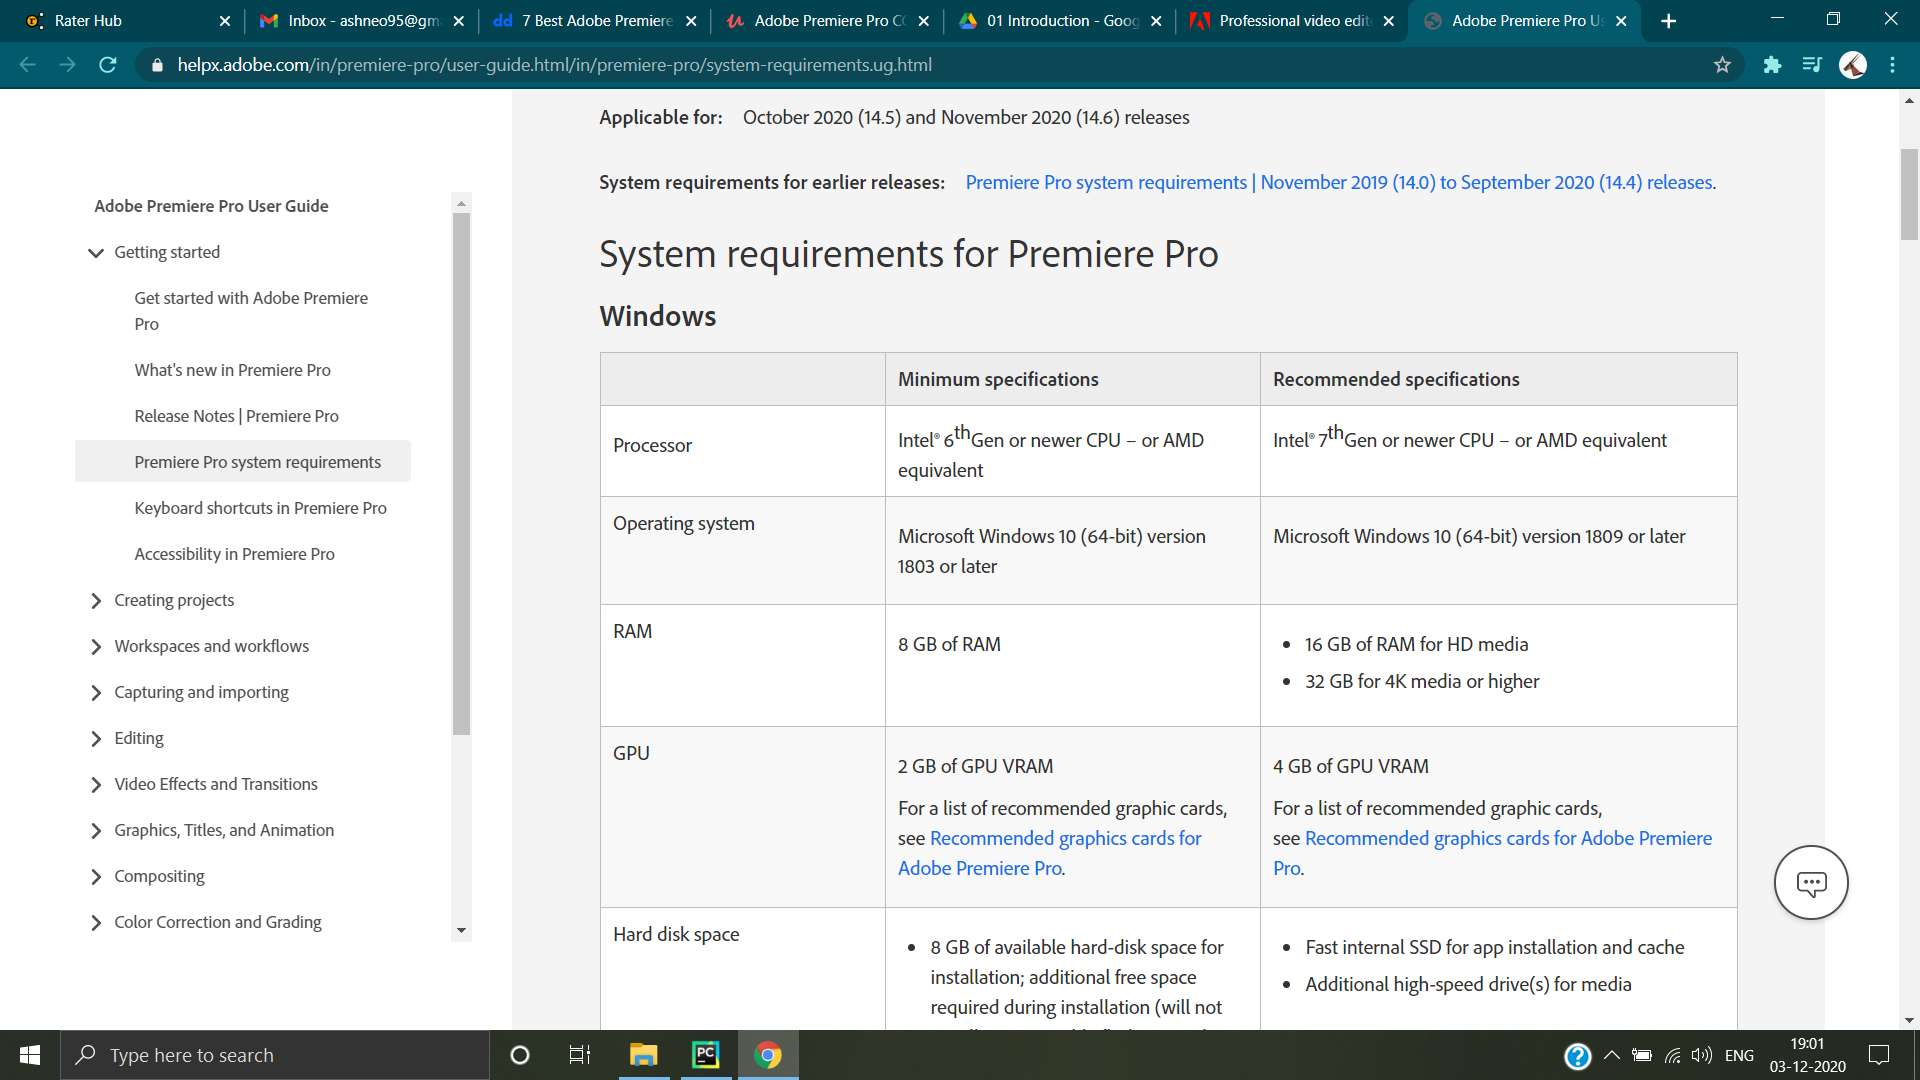 Rater Hub
Inbox - ashneo95@gm
7 Best Adobe Premiere
Adobe Premiere Pro CC
01 Introduction - Goog
Professional video edit
Adobe Premiere Pro Us
helpx.adobe.com/in/premiere-pro/user-guide.html/in/premiere-pro/system-requirements.ug.html
Applicable for: October 2020 (14.5) and November 2020 (14.6) releases
System requirements for earlier releases: Premiere Pro system requirements | November 2019 (14.0) to September 2020 (14.4) releases.
Adobe Premiere Pro User Guide
Getting started
Get started with Adobe Premiere
Pro
What's new in Premiere Pro
Release Notes | Premiere Pro
Premiere Pro system requirements
Keyboard shortcuts in Premiere Pro
Accessibility in Premiere Pro
Creating projects
Workspaces and workflows
Capturing and importing
Editing
Video Effects and Transitions
Graphics, Titles, and Animation
Compositing
Color Correction and Grading
System requirements for Premiere Pro
Windows
Minimum specifications
Recommended specifications
Processor
Intel® 6thGen or newer CPU – or AMD
equivalent
Intel® 7thGen or newer CPU – or AMD equivalent
Operating system
Microsoft Windows 10 (64-bit) version
1803 or later
Microsoft Windows 10 (64-bit) version 1809 or later
RAM
8 GB of RAM
• 16 GB of RAM for HD media
• 32 GB for 4K media or higher
GPU
2 GB of GPU VRAM
For a list of recommended graphic cards,
see Recommended graphics cards for
Adobe Premiere Pro.
4 GB of GPU VRAM
For a list of recommended graphic cards,
see Recommended graphics cards for Adobe Premiere
Pro.
Hard disk space
• 8 GB of available hard-disk space for
installation; additional free space
required during installation (will not
• Fast internal SSD for app installation and cache
• Additional high-speed drive(s) for media
Type here to search
PC
ENG
19:01
03-12-2020